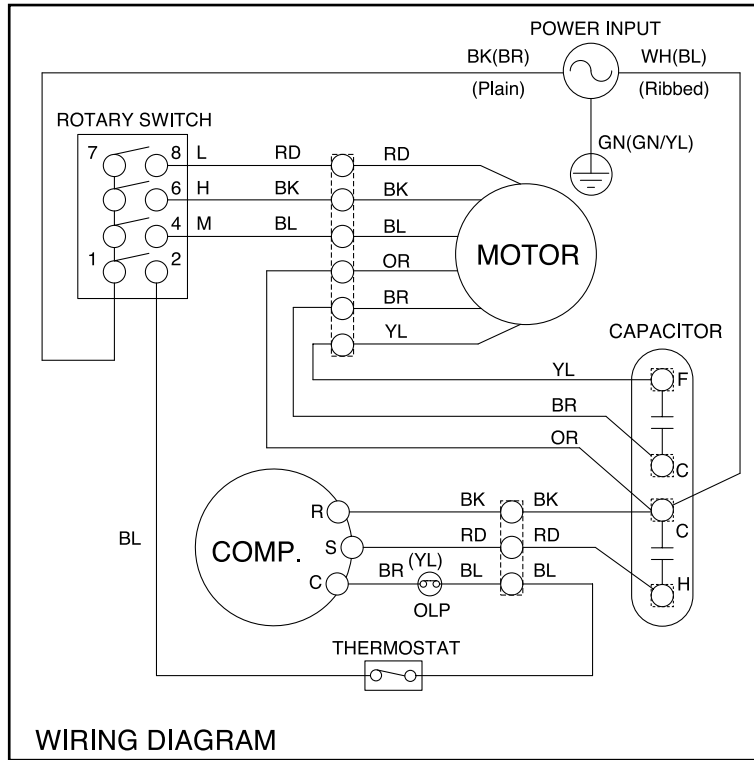 POWER INPUT
BK(BR) WH(BL)
(Plain) (Ribbed)
GN(GN/YL)
ROTARY SWITCH
7 8 L RD RD
6 H BK BK
4 M BL BL
1 2 OR
BR
YL
MOTOR
CAPACITOR
YL F
BR
C
OR
C
H
BL
COMP.
R BK BK
S RD RD
C BR (YL) BL BL
OLP
THERMOSTAT
WIRING DIAGRAM